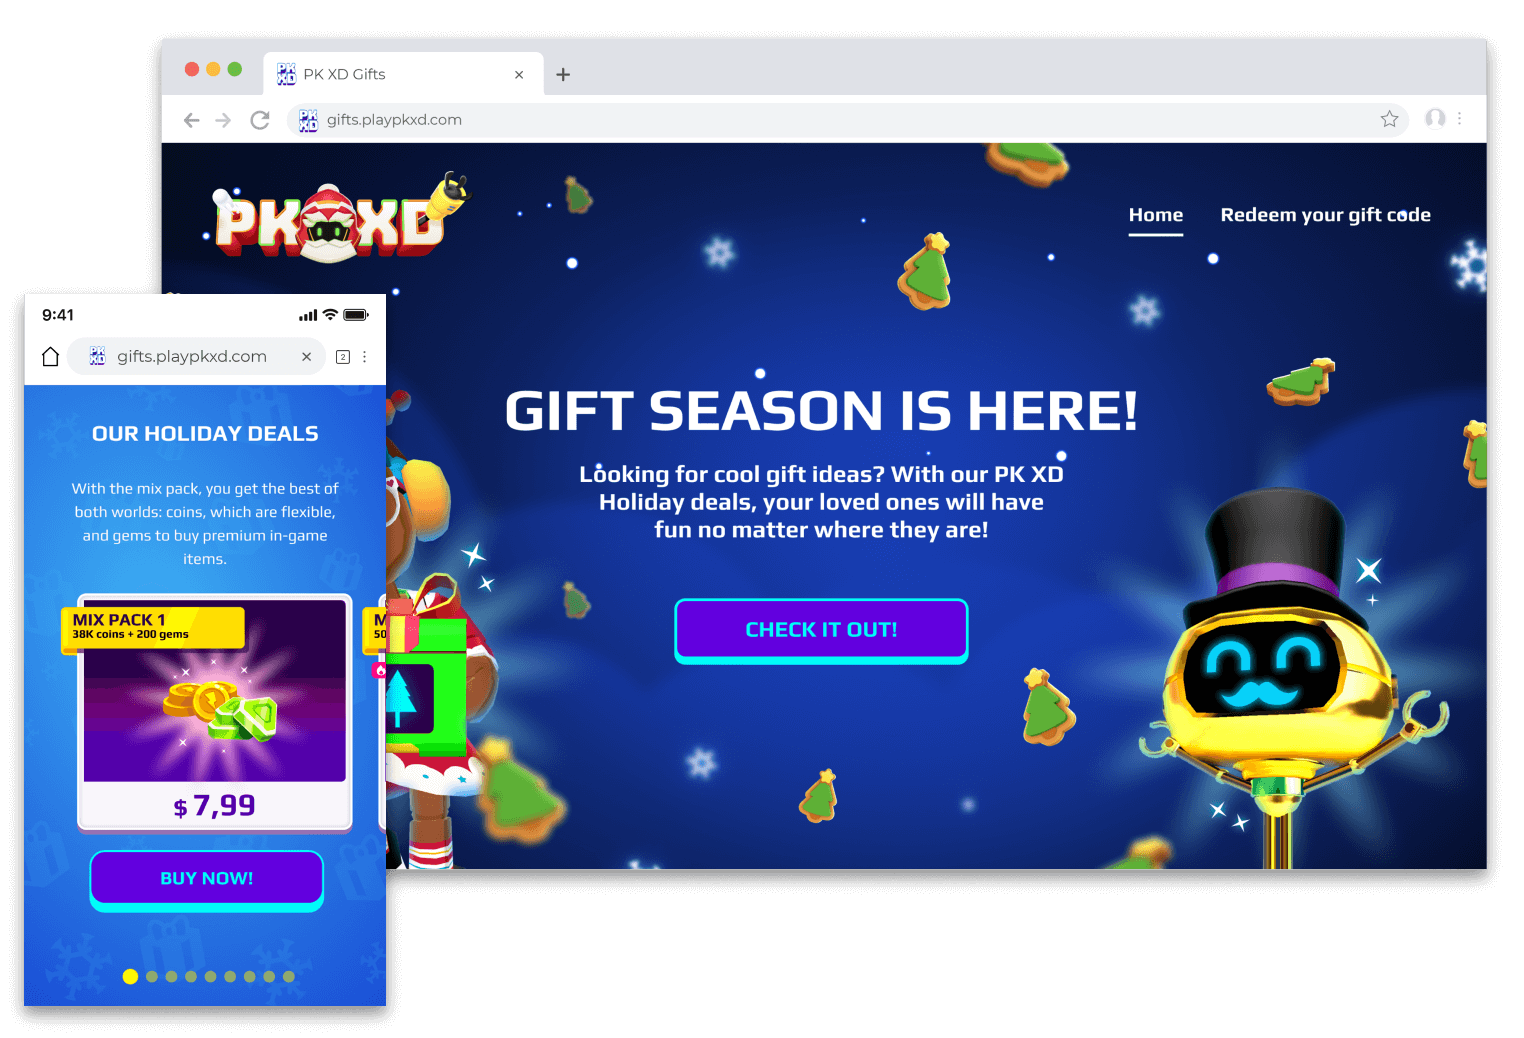 PK XD Gifts
gifts.playpkxd.com
PK XD
Home
Redeem your gift code
GIFT SEASON IS HERE!
Looking for cool gift ideas? With our PK XD
Holiday deals, your loved ones will have
fun no matter where they are!
CHECK IT OUT!
9:41
gifts.playpkxd.com
2
OUR HOLIDAY DEALS
With the mix pack, you get the best of
both worlds: coins, which are flexible,
and gems to buy premium in-game
items.
MIX PACK 1
38K coins + 200 gems
M
50
$ 7,99
BUY NOW!